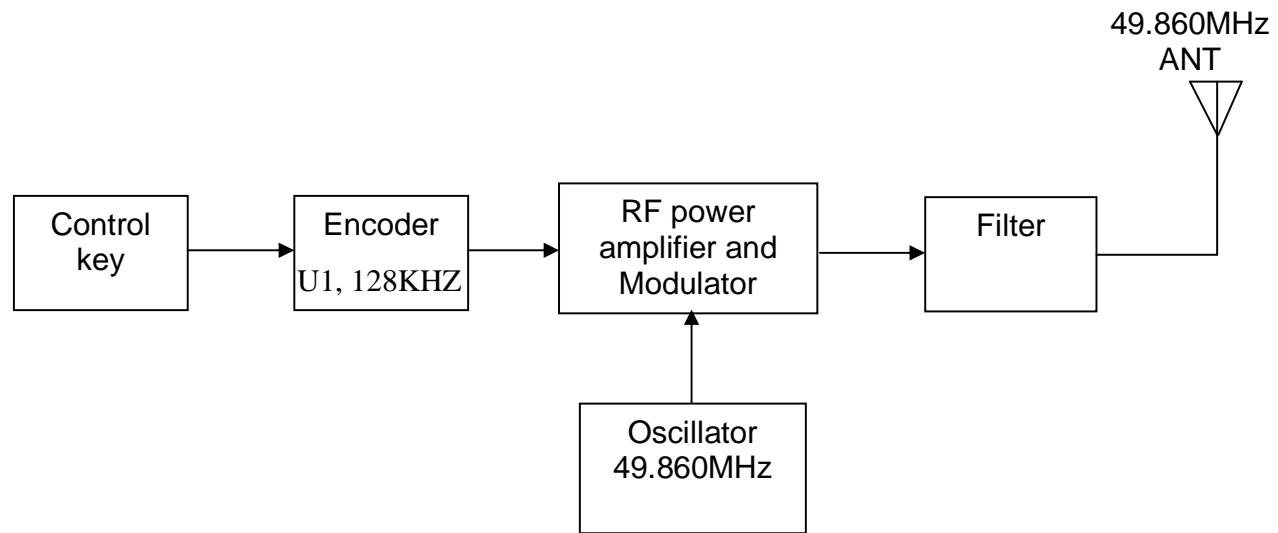 49.860MHz
ANT
Control
key
Encoder
U1, 128KHZ
RF power
amplifier and
Modulator
Filter
Oscillator
49.860MHz